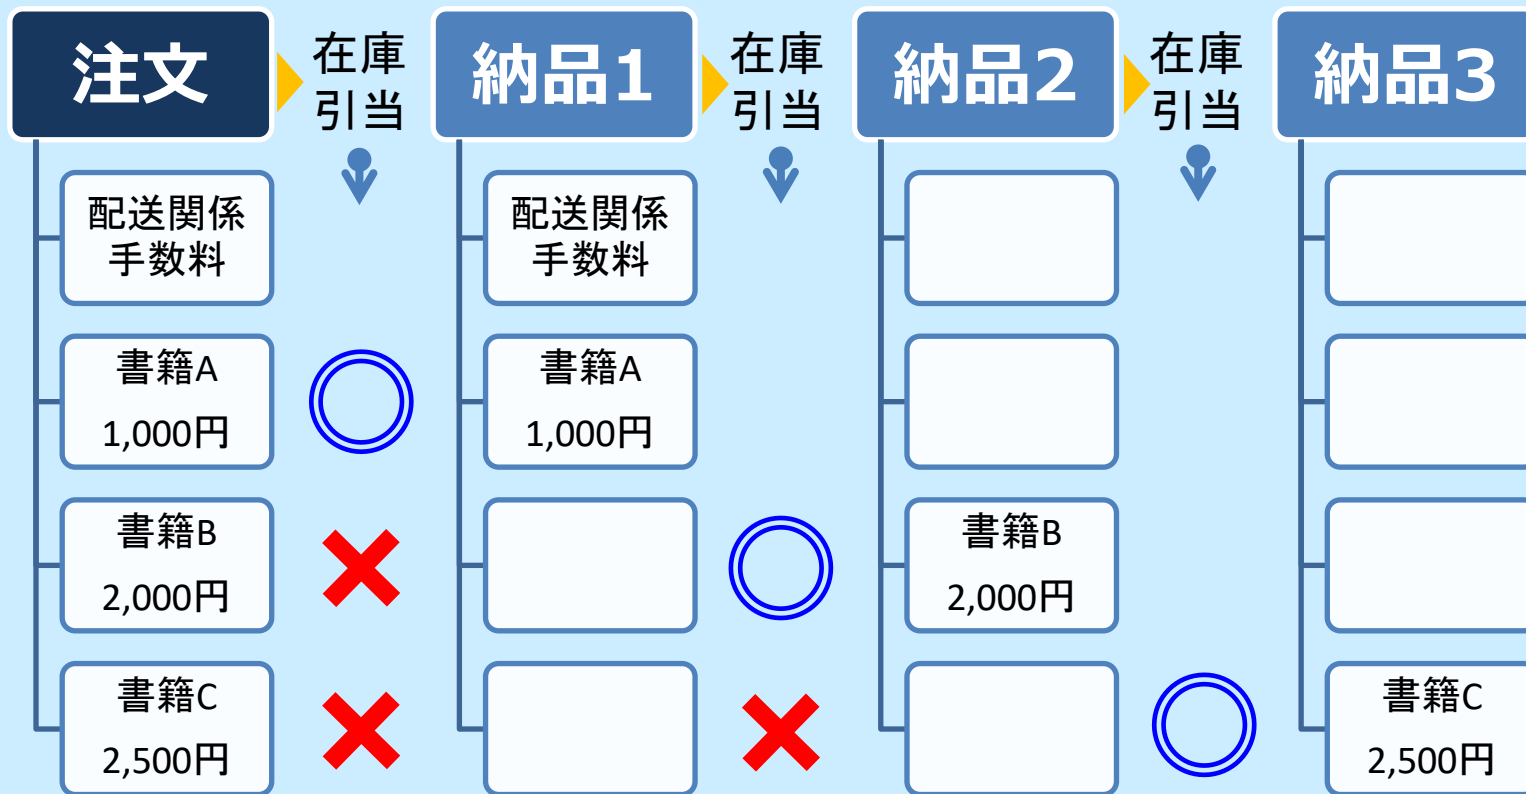 注文
在庫
引当
納品1
在庫
引当
納品2
在庫
引当
納品3
配送関係
手数料
配送関係
手数料
書籍A
1,000円
書籍A
1,000円
書籍B
2,000円
書籍B
2,000円
書籍C
2,500円
書籍C
2,500円